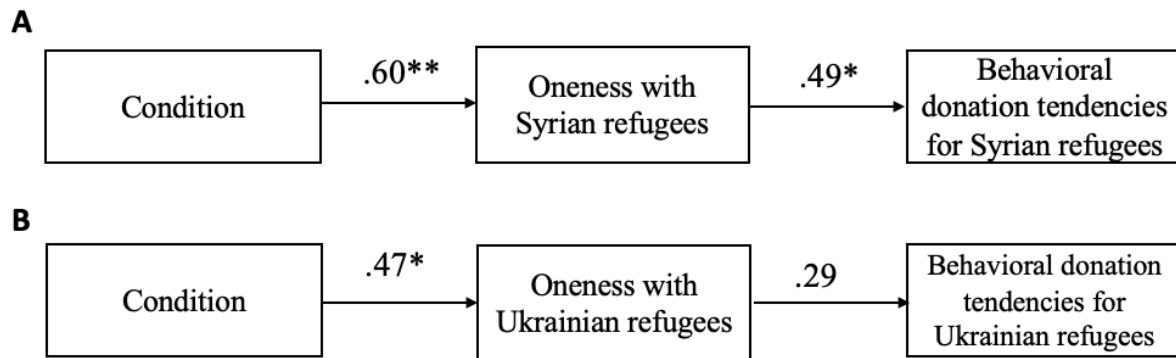 A
Condition
.60**
Oneness with
Syrian refugees
.49*
Behavioral
donation tendencies
for Syrian refugees
B
Condition
.47*
Oneness with
Ukrainian refugees
.29
Behavioral donation
tendencies for
Ukrainian refugees